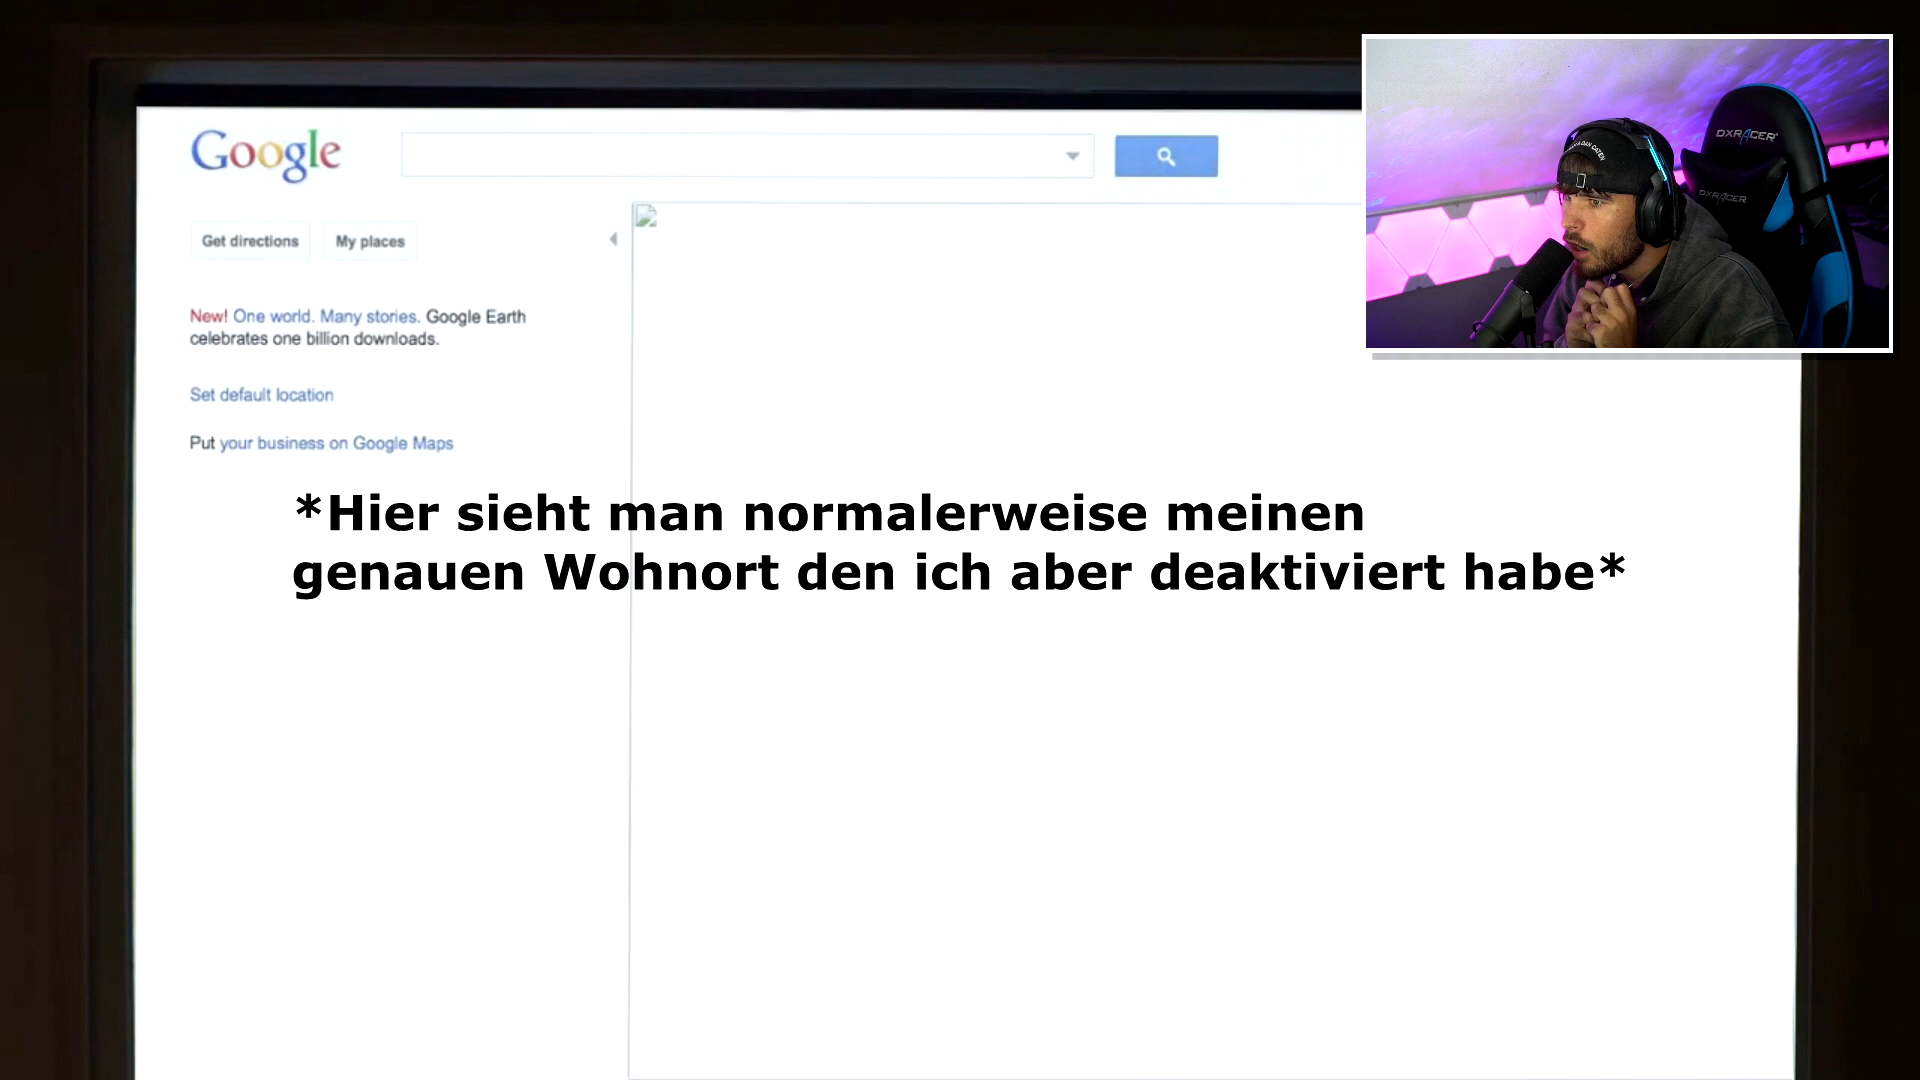 Google
Get directions
My places
New! One world. Many stories. Google Earth
celebrates one billion downloads.
Set default location
Put your business on Google Maps
*Hier sieht man normalerweise meinen
genauen Wohnort den ich aber deaktiviert habe*
DXRACER
DXRACER